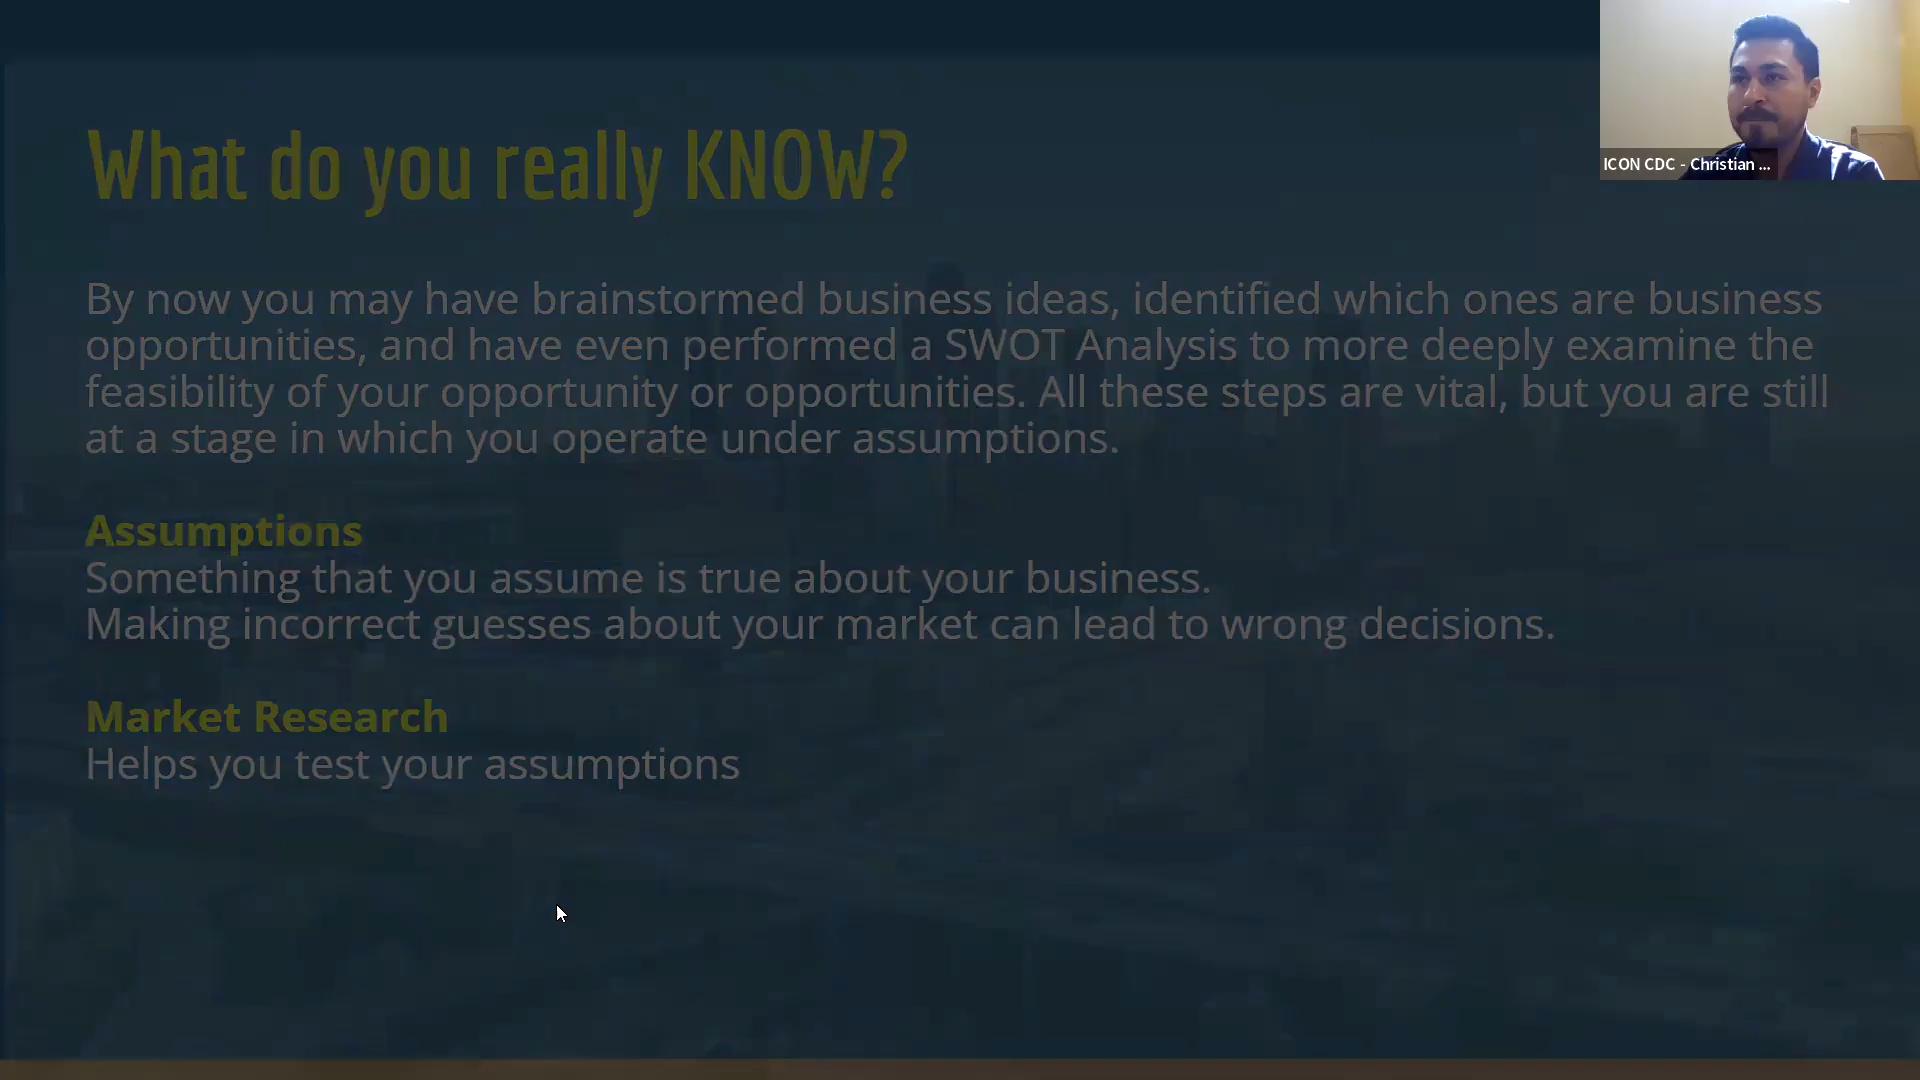 What do you really KNOW?
ICON CDC - Christian ...
By now you may have brainstormed business ideas, identified which ones are business
opportunities, and have even performed a SWOT Analysis to more deeply examine the
feasibility of your opportunity or opportunities. All these steps are vital, but you are still
at a stage in which you operate under assumptions.
Assumptions
Something that you assume is true about your business.
Making incorrect guesses about your market can lead to wrong decisions.
Market Research
Helps you test your assumptions